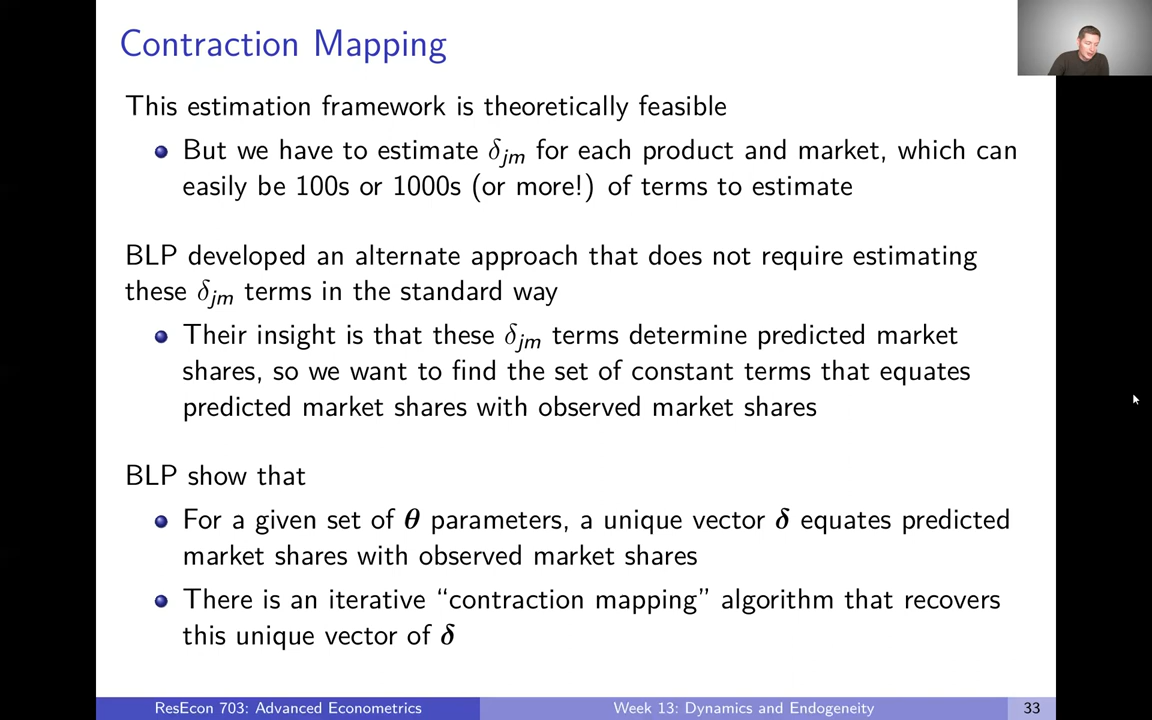 Contraction Mapping
This estimation framework is theoretically feasible
But we have to estimate δjm for each product and market, which can
easily be 100s or 1000s (or more!) of terms to estimate
BLP developed an alternate approach that does not require estimating
these δjm terms in the standard way
Their insight is that these δjm terms determine predicted market
shares, so we want to find the set of constant terms that equates
predicted market shares with observed market shares
BLP show that
For a given set of θ parameters, a unique vector δ equates predicted
market shares with observed market shares
There is an iterative “contraction mapping” algorithm that recovers
this unique vector of δ
ResEcon 703: Advanced Econometrics
Week 13: Dynamics and Endogeneity
33